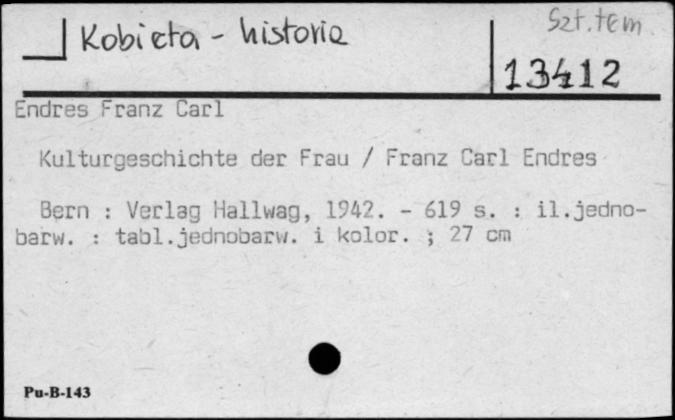 Kobieta - historia
Szt. tem
13412
Endres Franz Carl
Kulturgeschichte der Frau / Franz Carl Endres
Bern : Verlag Hallwag, 1942. - 619 s. : il.jedno-
barw. : tabl.jednobarw. i kolor. ; 27 cm
Pu-B-143